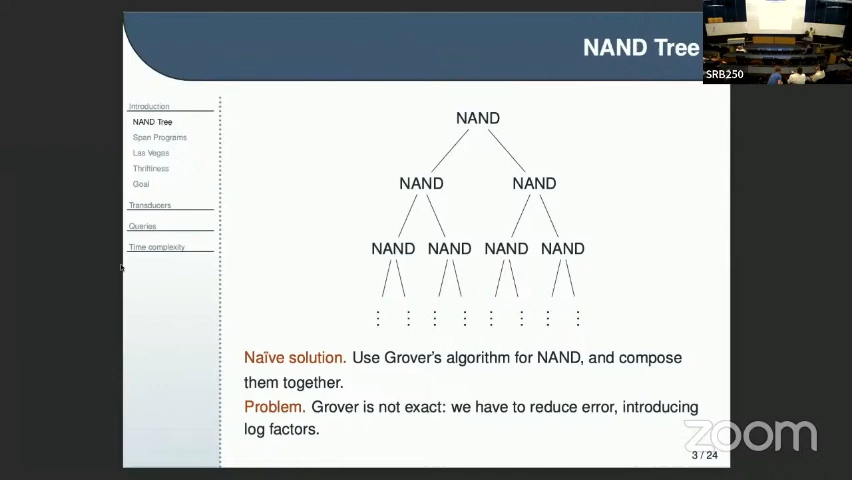 NAND Tree
SRB250
Introduction
NAND Tree
Span Programs
Las Vegas
Thriftiness
Goal
Transducers
Queries
Time complexity
NAND
NAND NAND
NAND NAND NAND NAND
Naïve solution. Use Grover's algorithm for NAND, and compose
them together.
Problem. Grover is not exact: we have to reduce error, introducing
log factors.
3 / 24
zoom